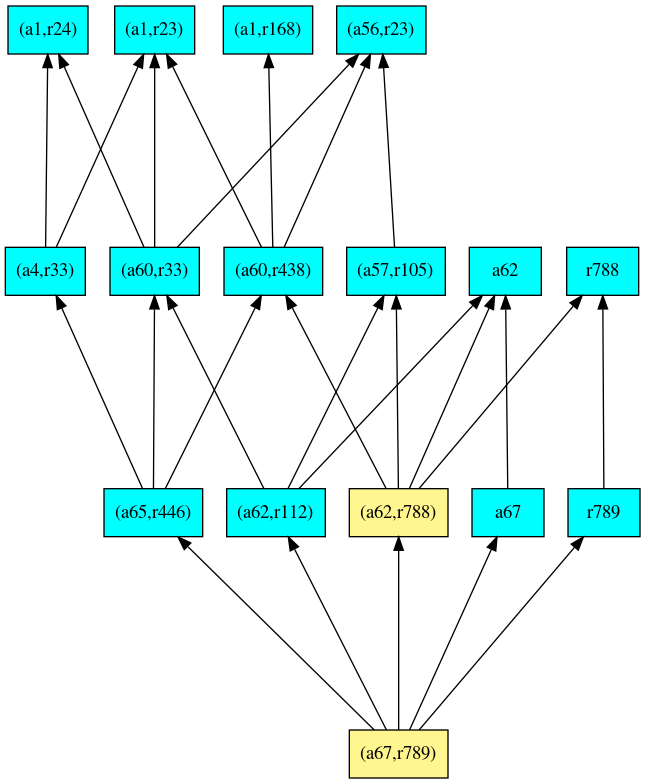 (a1,r24)
(a1,r23)
(a1,r168)
(a56,r23)
(a4,r33)
(a60,r33)
(a60,r438)
(a57,r105)
a62
r788
(a65,r446)
(a62,r112)
(a62,r788)
a67
r789
(a67,r789)